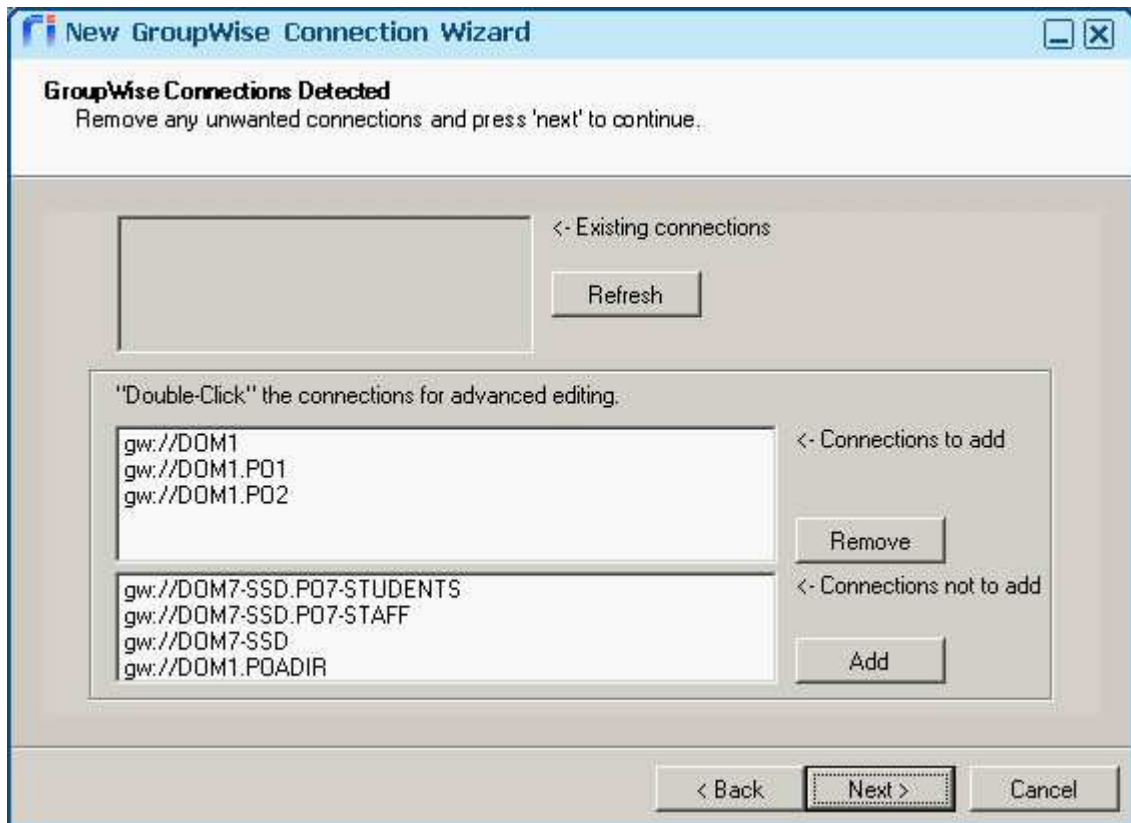 New GroupWise Connection Wizard
GroupWise Connections Detected
Remove any unwanted connections and press 'next' to continue.
<- Existing connections
Refresh
"Double-Click" the connections for advanced editing.
gw://DOM1
gw://DOM1.PO1
gw://DOM1.PO2
<- Connections to add
Remove
gw://DOM7-SSD.PO7-STUDENTS
gw://DOM7-SSD.PO7-STAFF
gw://DOM7-SSD
gw://DOM1.POADIR
<- Connections not to add
Add
< Back
Next >
Cancel